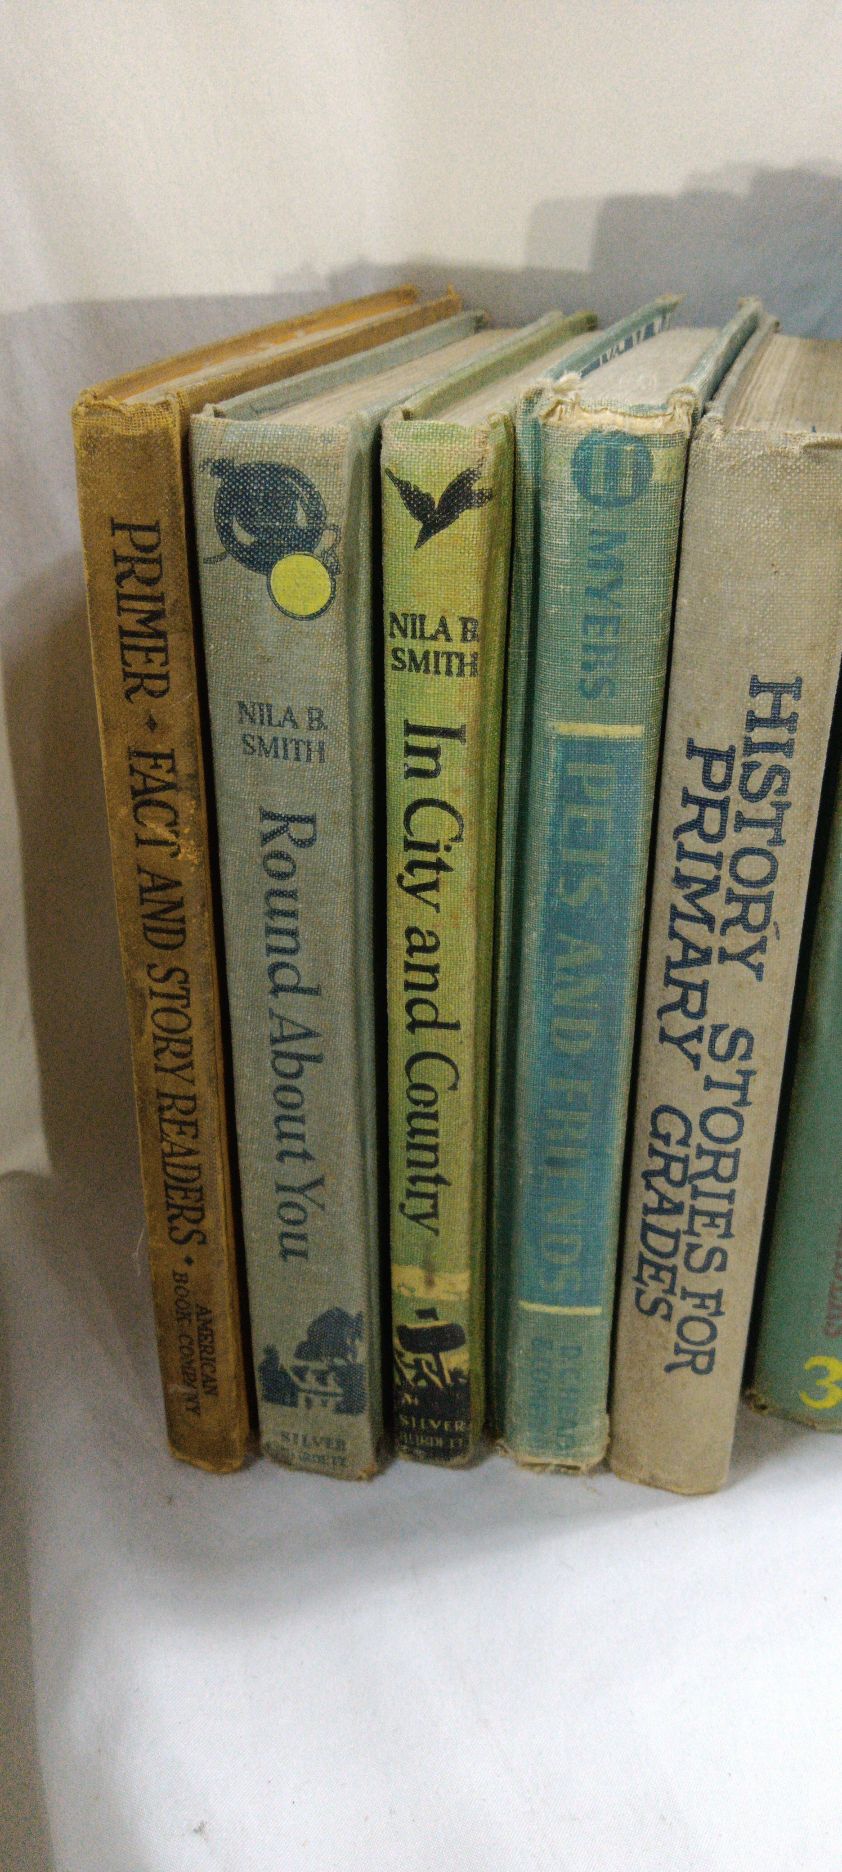 PRIMER • FACT AND STORY READERS •
AMERICAN
BOOK • COMPANY
NILA B.
SMITH
Round About You
SILVER
BURDETT
NILA B.
SMITH
In City and Country
SILVER
BURDETT
MYERS
PETS AND FRIENDS
HISTORY STORIES FOR
PRIMARY GRADES
3